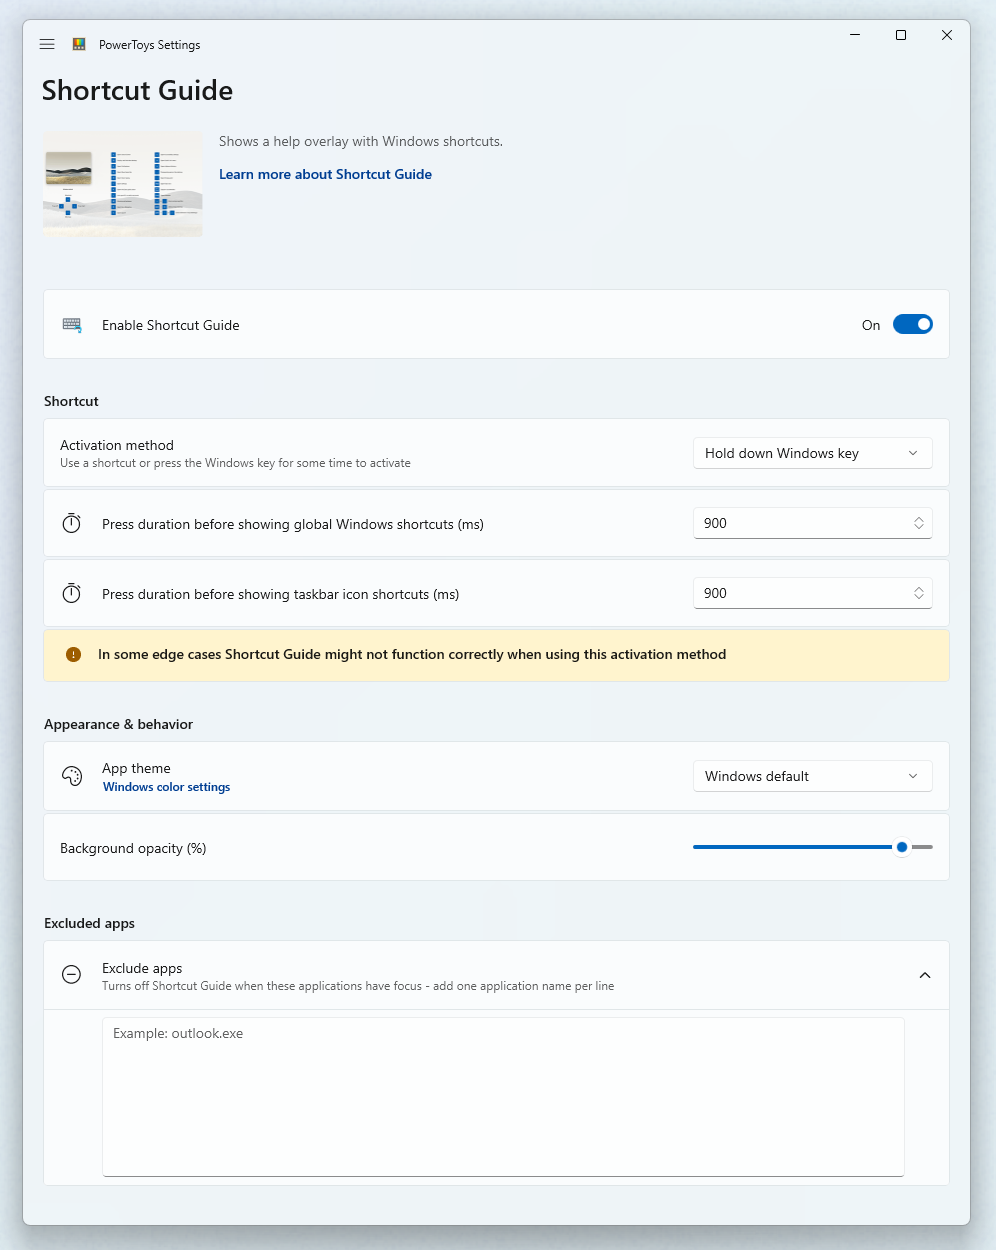 PowerToys Settings
Shortcut Guide
Shows a help overlay with Windows shortcuts.
Learn more about Shortcut Guide
Enable Shortcut Guide
On
Shortcut
Activation method
Use a shortcut or press the Windows key for some time to activate
Hold down Windows key
Press duration before showing global Windows shortcuts (ms)
900
Press duration before showing taskbar icon shortcuts (ms)
900
In some edge cases Shortcut Guide might not function correctly when using this activation method
Appearance & behavior
App theme
Windows color settings
Windows default
Background opacity (%)
Excluded apps
Exclude apps
Turns off Shortcut Guide when these applications have focus - add one application name per line
Example: outlook.exe